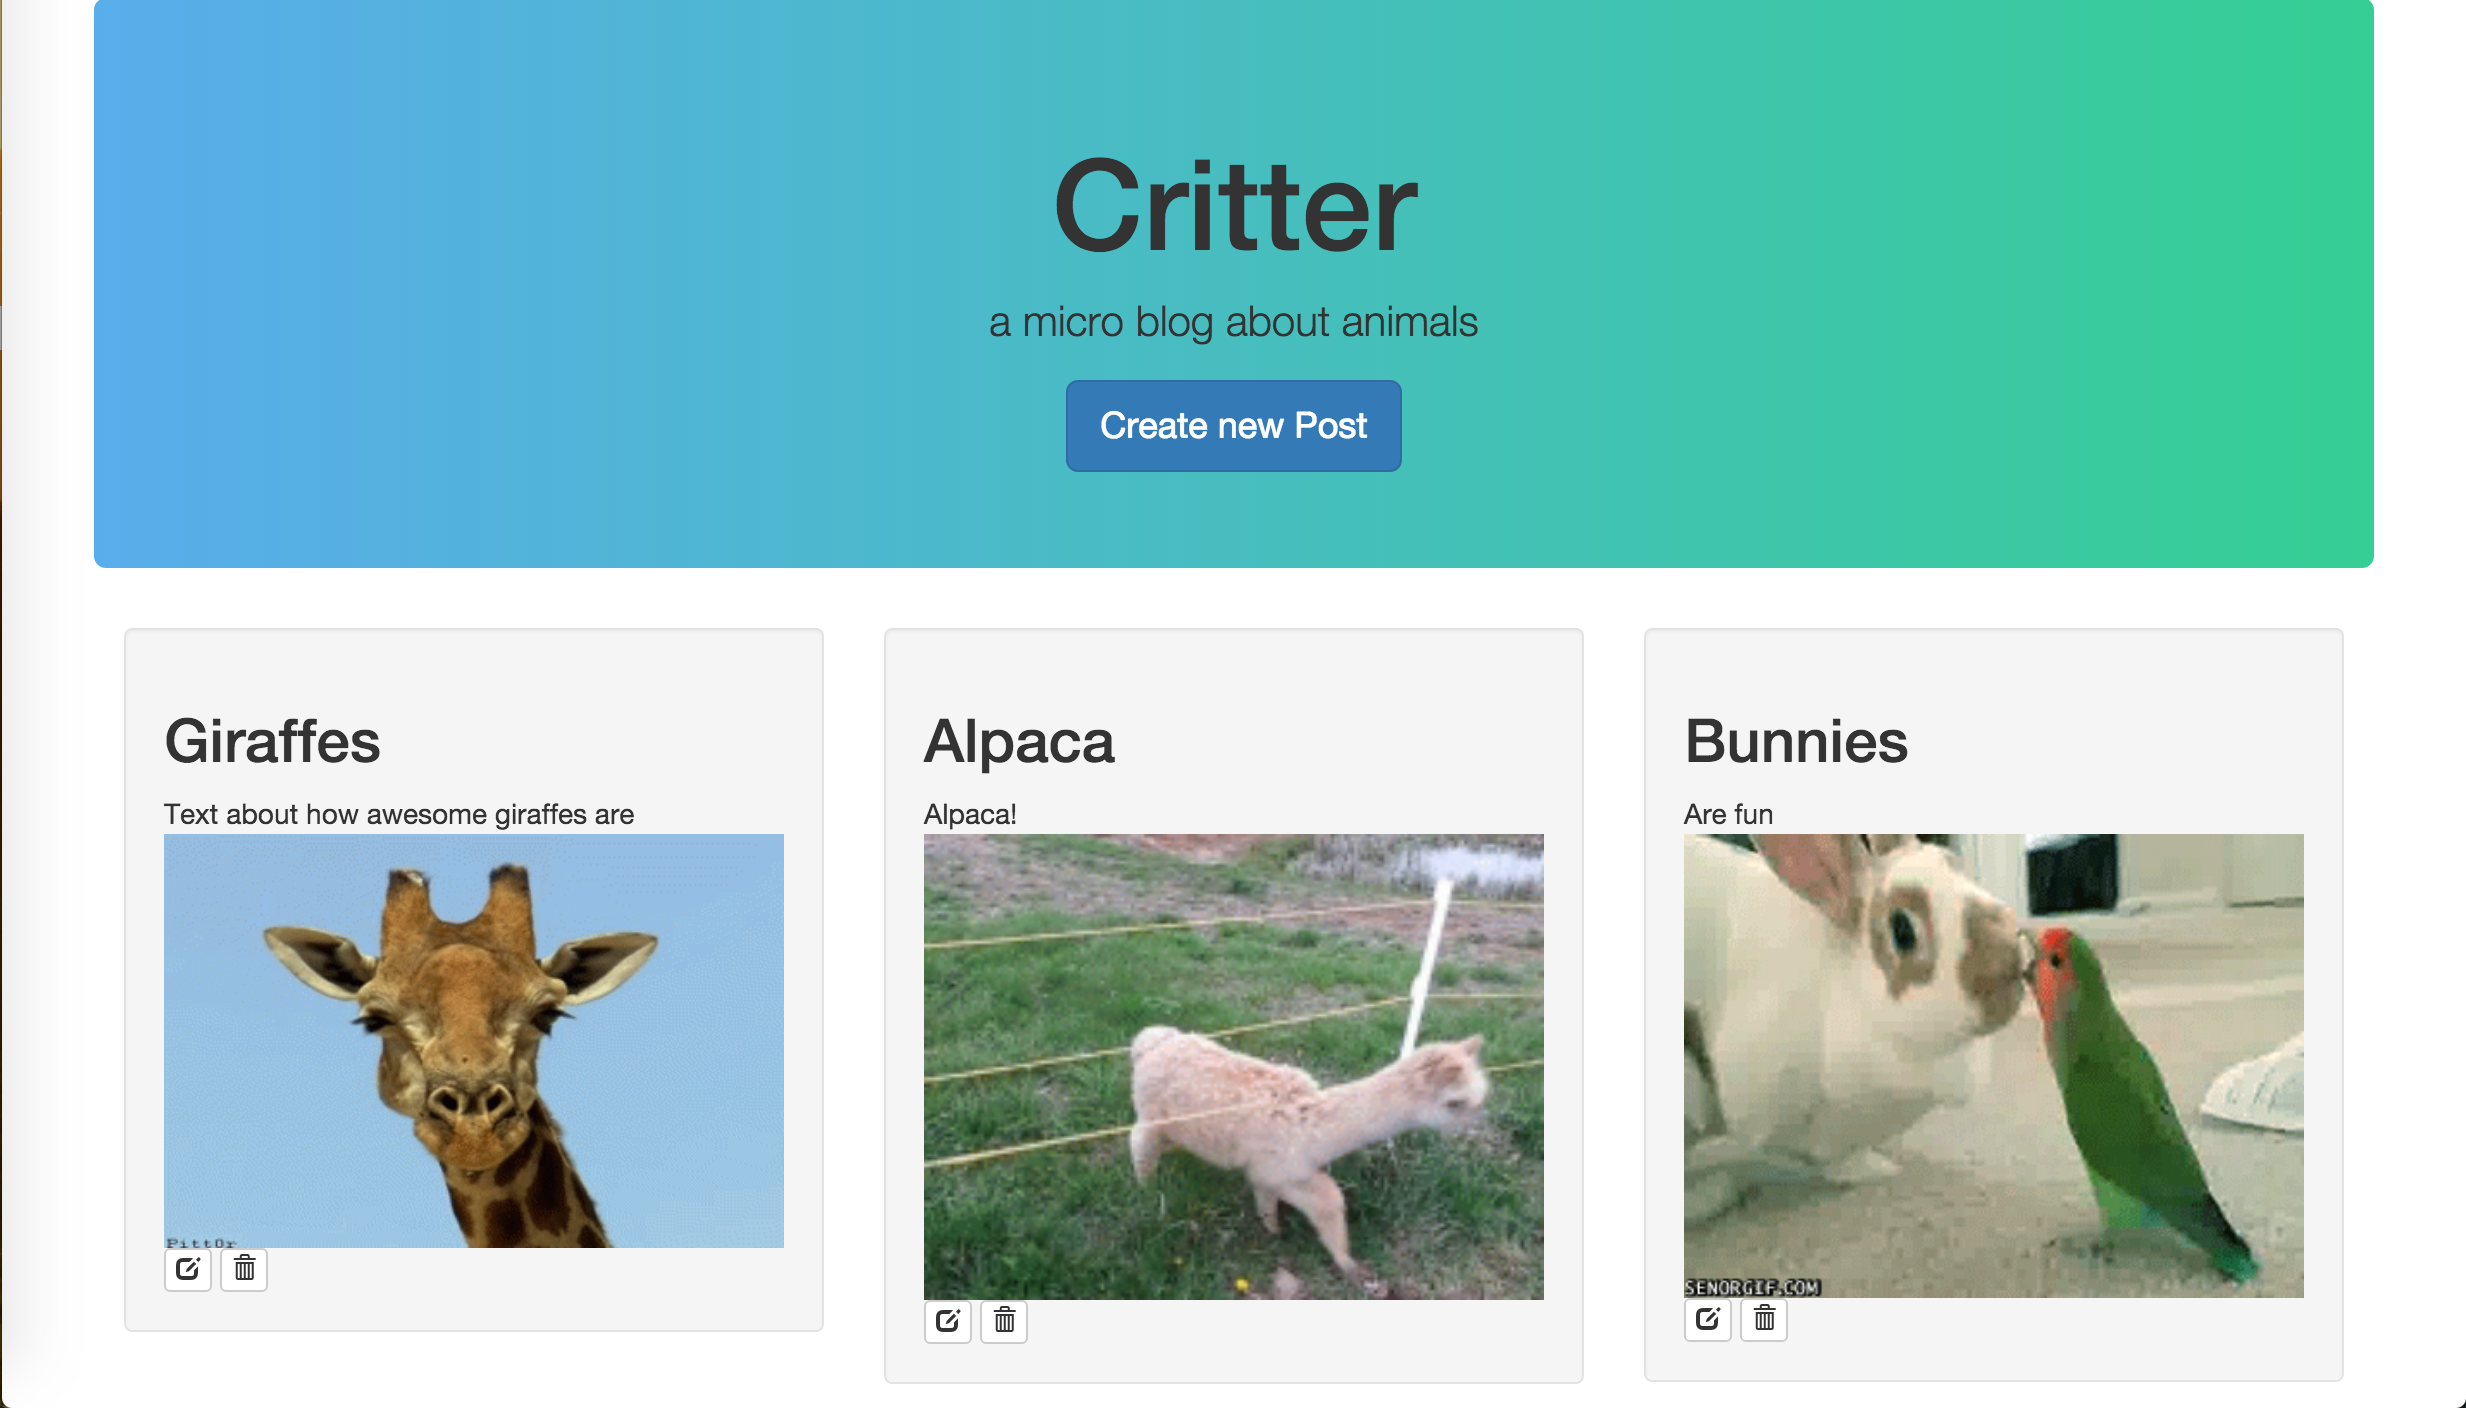 Critter
a micro blog about animals
Create new Post
Giraffes
Text about how awesome giraffes are
PittOr
Alpaca
Alpaca!
Bunnies
Are fun
SENORGIF.COM